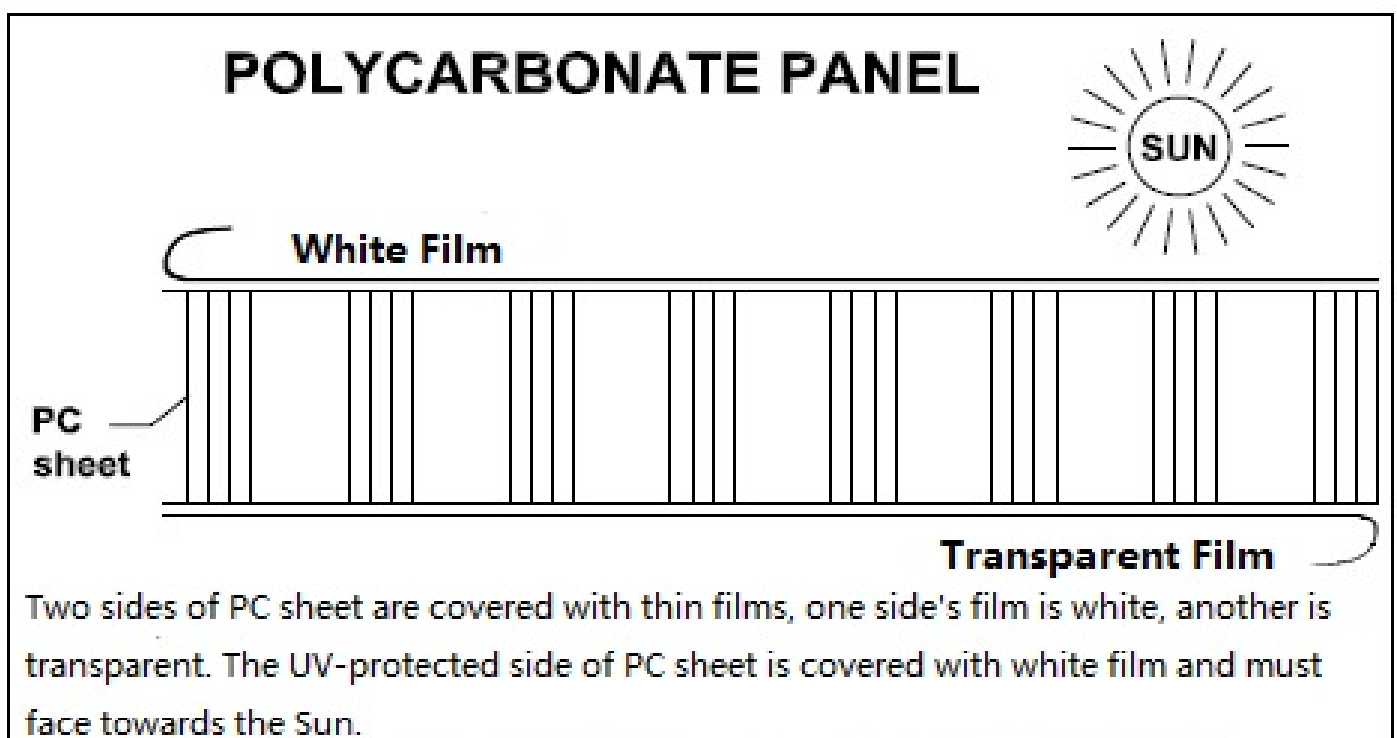 POLYCARBONATE PANEL
SUN
White Film
PC
sheet
Transparent Film
Two sides of PC sheet are covered with thin films, one side's film is white, another is
transparent. The UV-protected side of PC sheet is covered with white film and must
face towards the Sun.